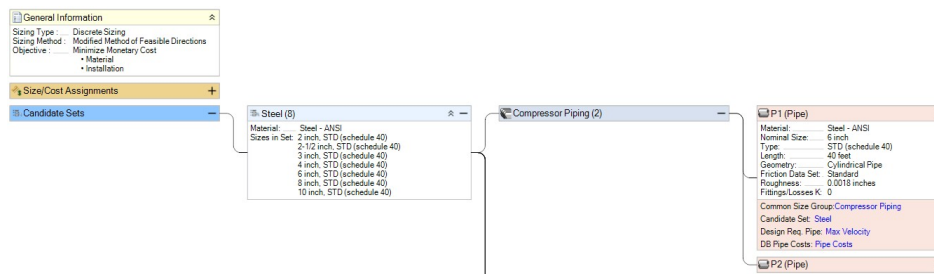 General Information
Sizing Type : Discrete Sizing
Sizing Method : Modified Method of Feasible Directions
Objective : Minimize Monetary Cost
• Material
• Installation
Size/Cost Assignments +
Candidate Sets −
Steel (8) −
Material: Steel - ANSI
Sizes in Set: 2 inch, STD (schedule 40)
2-1/2 inch, STD (schedule 40)
3 inch, STD (schedule 40)
4 inch, STD (schedule 40)
6 inch, STD (schedule 40)
8 inch, STD (schedule 40)
10 inch, STD (schedule 40)
Compressor Piping (2) −
P1 (Pipe)
Material: Steel - ANSI
Nominal Size: 6 inch
Type: STD (schedule 40)
Length: 40 feet
Geometry: Cylindrical Pipe
Friction Data Set: Standard
Roughness: 0.0018 inches
Fittings/Losses K: 0
Common Size Group:Compressor Piping
Candidate Set: Steel
Design Req. Pipe: Max Velocity
DB Pipe Costs: Pipe Costs
P2 (Pipe)